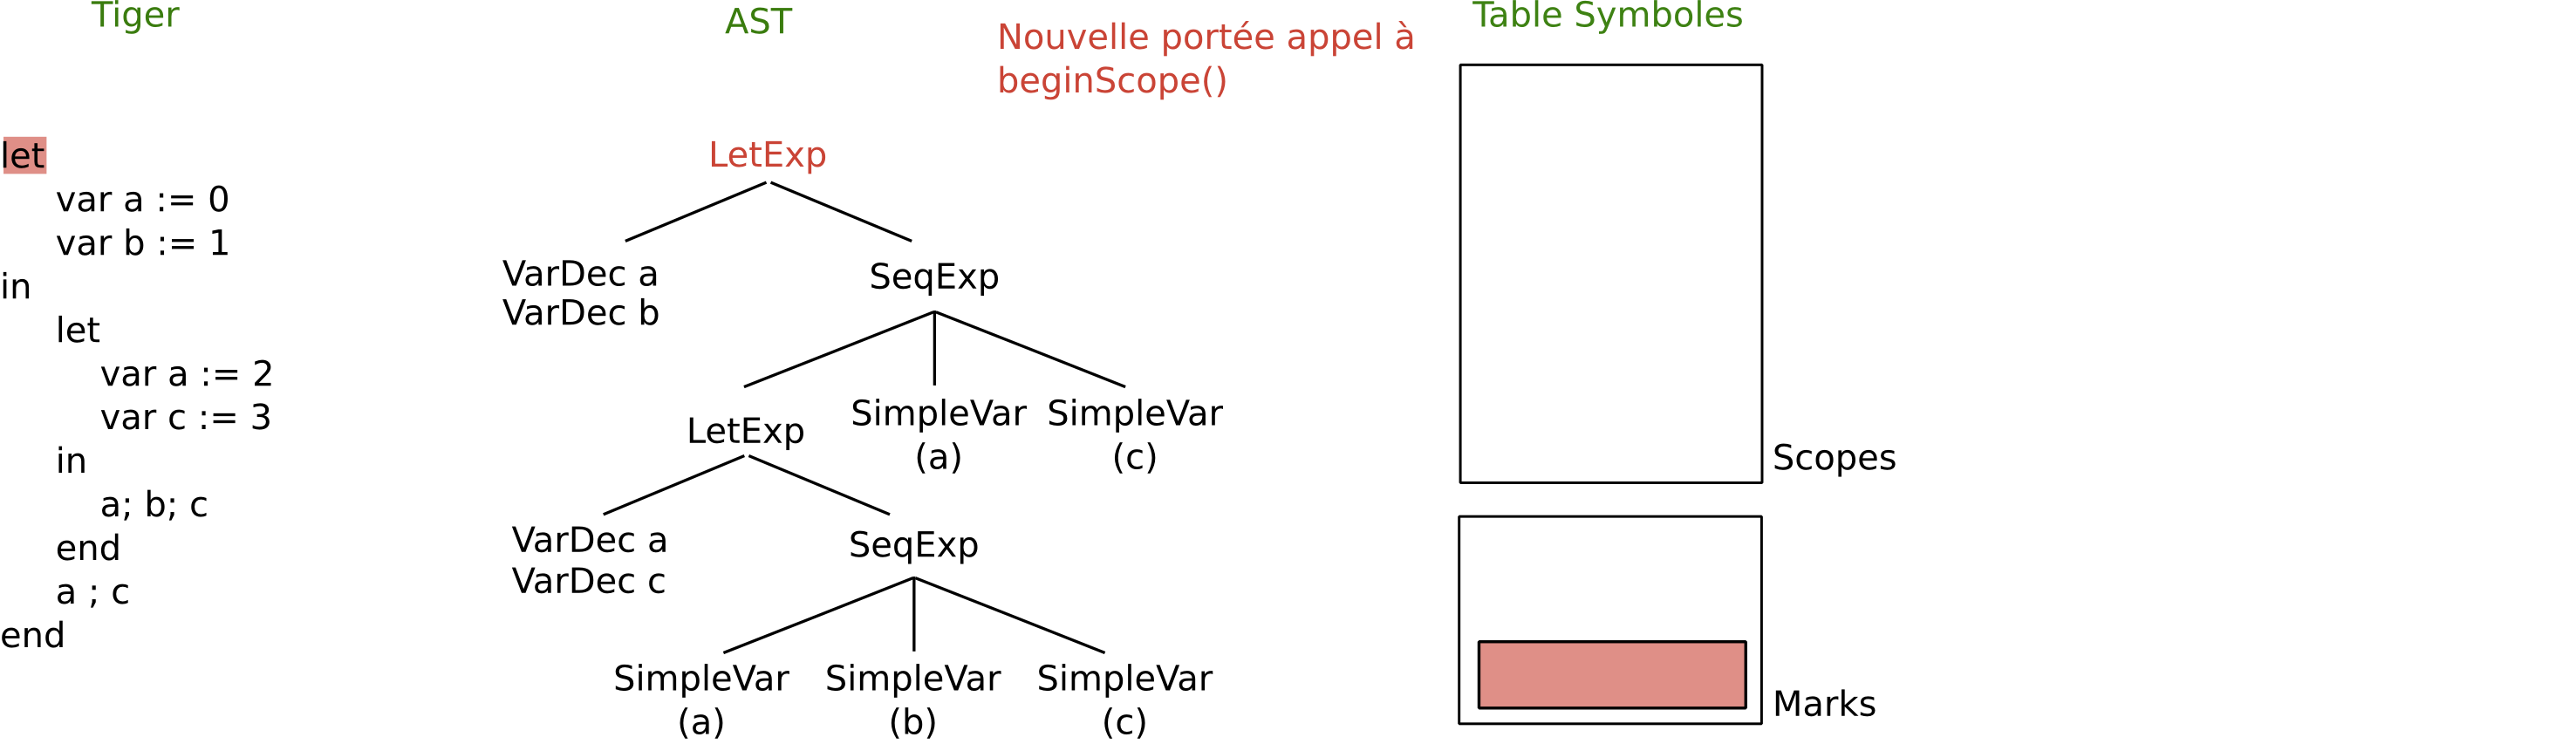 Tiger
AST
Nouvelle portée appel à
beginScope()
Table Symboles
let
var a := 0
var b := 1
in
let
var a := 2
var c := 3
in
a; b; c
end
a ; c
end
LetExp
VarDec a
VarDec b
SeqExp
LetExp
SimpleVar
(a)
SimpleVar
(c)
VarDec a
VarDec c
SeqExp
SimpleVar
(a)
SimpleVar
(b)
SimpleVar
(c)
Scopes
Marks